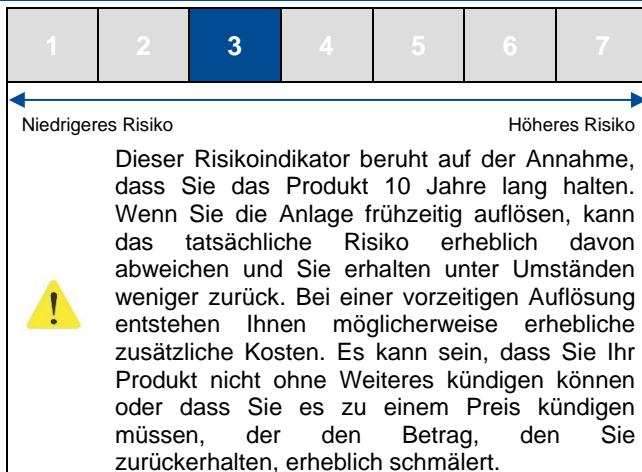 1 2 3 4 5 6 7
Niedrigeres Risiko Höheres Risiko
Dieser Risikoindikator beruht auf der Annahme,
dass Sie das Produkt 10 Jahre lang halten.
Wenn Sie die Anlage frühzeitig auflösen, kann
das tatsächliche Risiko erheblich davon
abweichen und Sie erhalten unter Umständen
weniger zurück. Bei einer vorzeitigen Auflösung
entstehen Ihnen möglicherweise erhebliche
zusätzliche Kosten. Es kann sein, dass Sie Ihr
Produkt nicht ohne Weiteres kündigen können
oder dass Sie es zu einem Preis kündigen
müssen, der den Betrag, den Sie
zurückerhalten, erheblich schmälert.